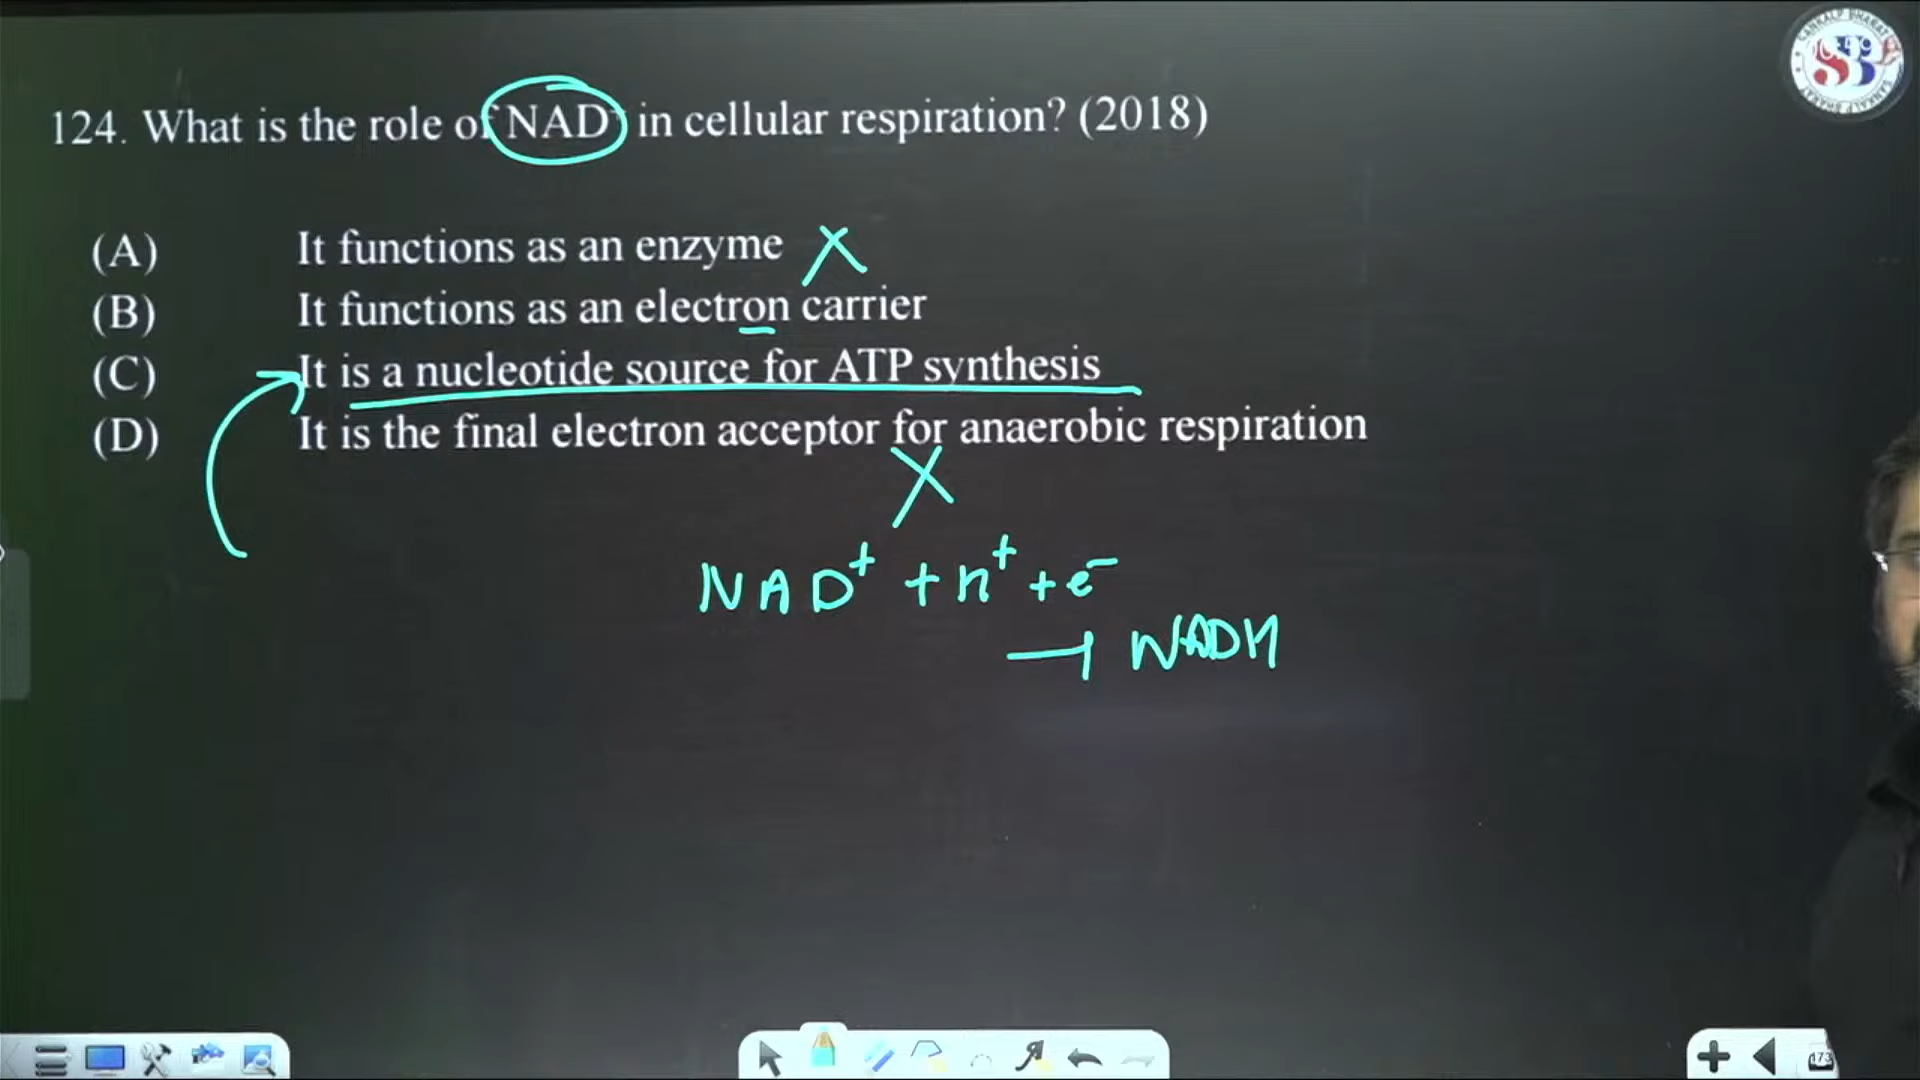 124. What is the role of NAD⁺ in cellular respiration? (2018)
(A) It functions as an enzyme
(B) It functions as an electron carrier
(C) It is a nucleotide source for ATP synthesis
(D) It is the final electron acceptor for anaerobic respiration
NAD⁺ + H⁺ + e⁻
→ NADH
SB
173